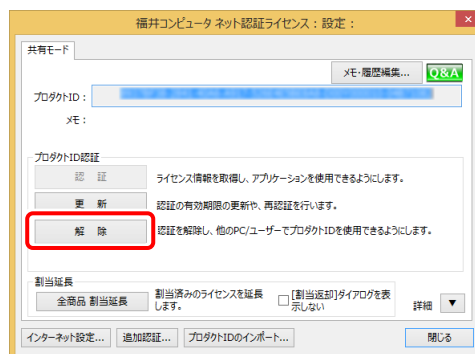 福井コンピュータ ネット認証ライセンス：設定：
×
共有モード
メモ・履歴編集...
Q&A
プロダクトID：
メモ：
プロダクトID認証
認　証
ライセンス情報を取得し、アプリケーションを使用できるようにします。
更　新
認証の有効期限の更新や、再認証を行います。
解　除
認証を解除し、他のPC/ユーザーでプロダクトIDを使用できるようにします。
割当延長
全商品 割当延長
割当済みのライセンスを延長
します。
[割当返却]ダイアログを表
示しない
詳細 ▼
インターネット設定...
追加認証...
プロダクトIDのインポート...
閉じる